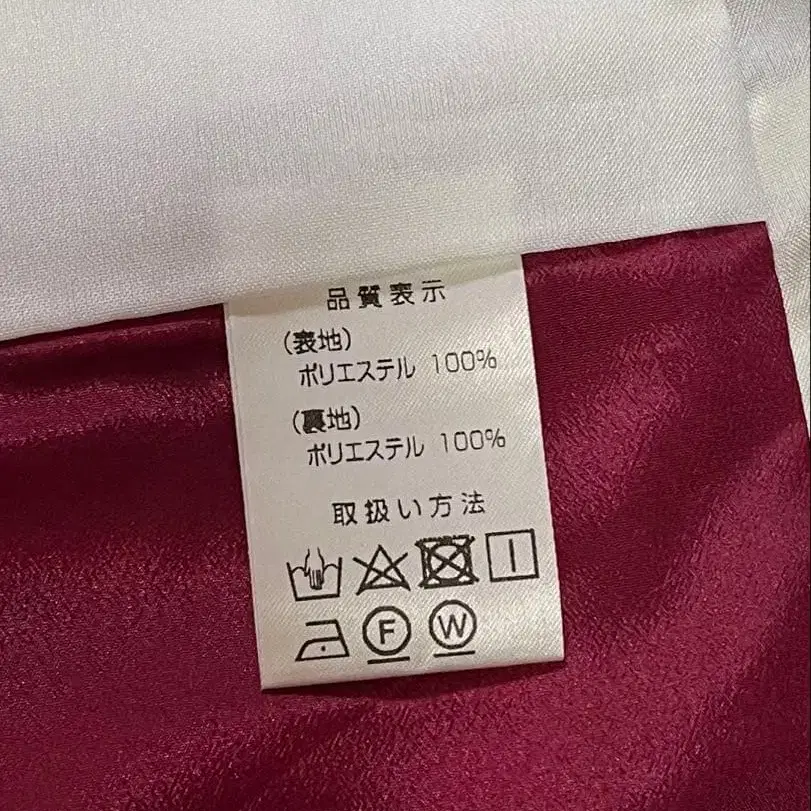 品質表示
(表地)
ポリエステル 100%
(裏地)
ポリエステル 100%
取扱い方法
F W